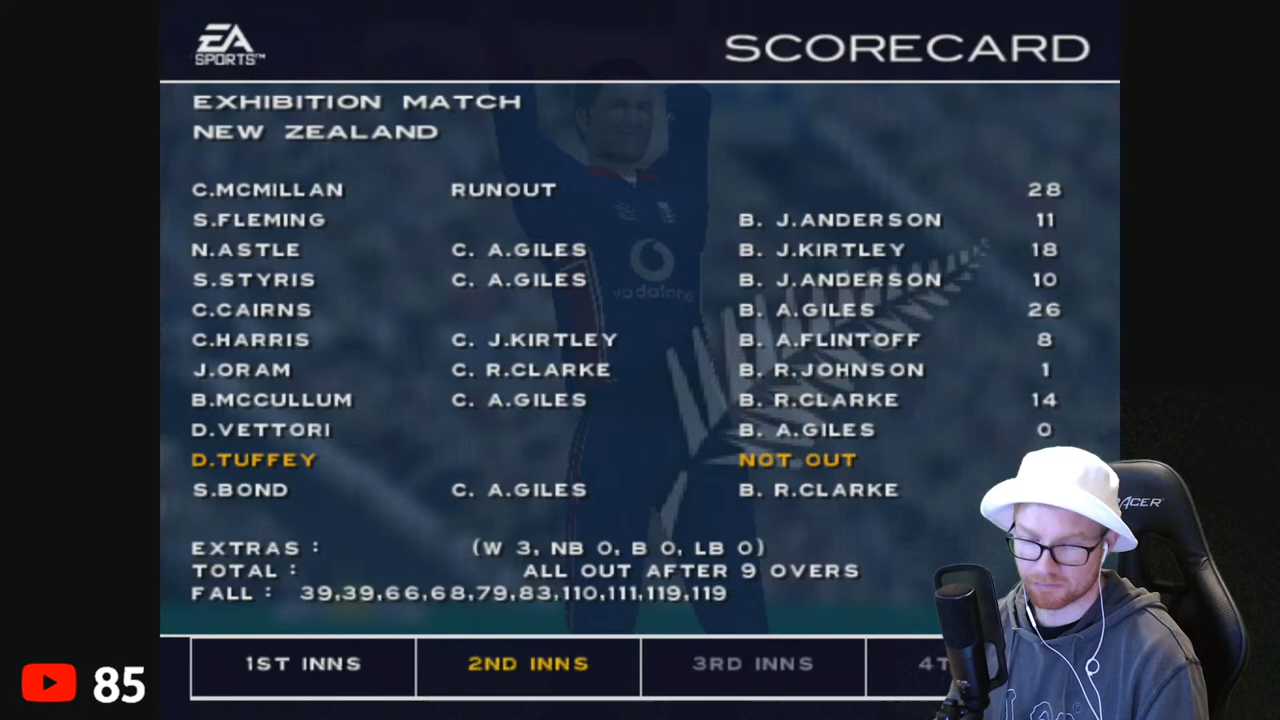 EA
SPORTS™
SCORECARD
EXHIBITION MATCH
NEW ZEALAND
C.MCMILLAN RUNOUT 28
S.FLEMING B. J.ANDERSON 11
N.ASTLE C. A.GILES B. J.KIRTLEY 18
S.STYRIS C. A.GILES B. J.ANDERSON 10
C.CAIRNS B. A.GILES 26
C.HARRIS C. J.KIRTLEY B. A.FLINTOFF 8
J.ORAM C. R.CLARKE B. R.JOHNSON 1
B.MCCULLUM C. A.GILES B. R.CLARKE 14
D.VETTORI B. A.GILES 0
D.TUFFEY NOT OUT
S.BOND C. A.GILES B. R.CLARKE
vodafone
EXTRAS : (W 3, NB 0, B 0, LB 0)
TOTAL : ALL OUT AFTER 9 OVERS
FALL : 39,39,66,68,79,83,110,111,119,119
1ST INNS 2ND INNS 3RD INNS 4T
85